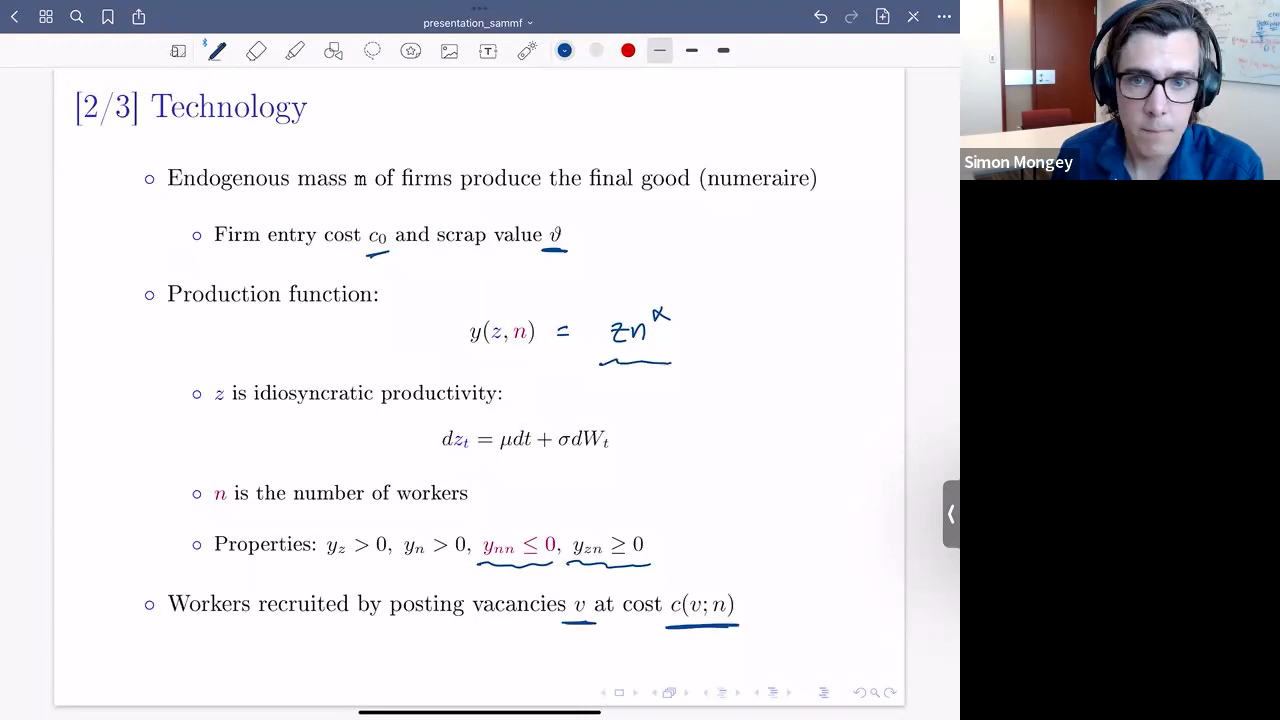 presentation_sammf
[2/3] Technology
Endogenous mass m of firms produce the final good (numeraire)
Firm entry cost c₀ and scrap value ϑ
Production function:
y(z, n) = zn^α
z is idiosyncratic productivity:
dz_t = μdt + σdW_t
n is the number of workers
Properties: y_z > 0, y_n > 0, y_nn ≤ 0, y_zn ≥ 0
Workers recruited by posting vacancies v at cost c(v; n)
Simon Mongey